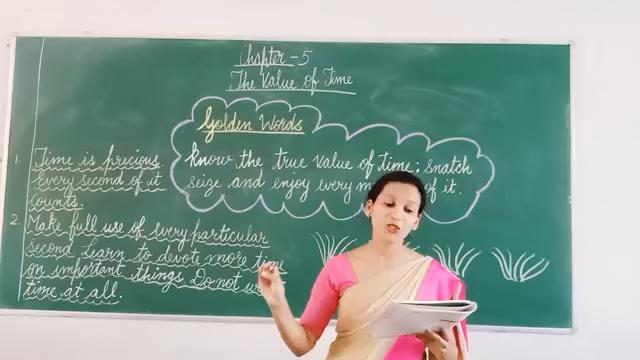 Chapter - 5
The Value of Time
Golden Words
Know the true value of time; snatch
seize and enjoy every of it.
1. Time is precious
every second of it
counts.
2. Make full use of every particular
second Learn to devote more time
on important things. Do not
time at all.